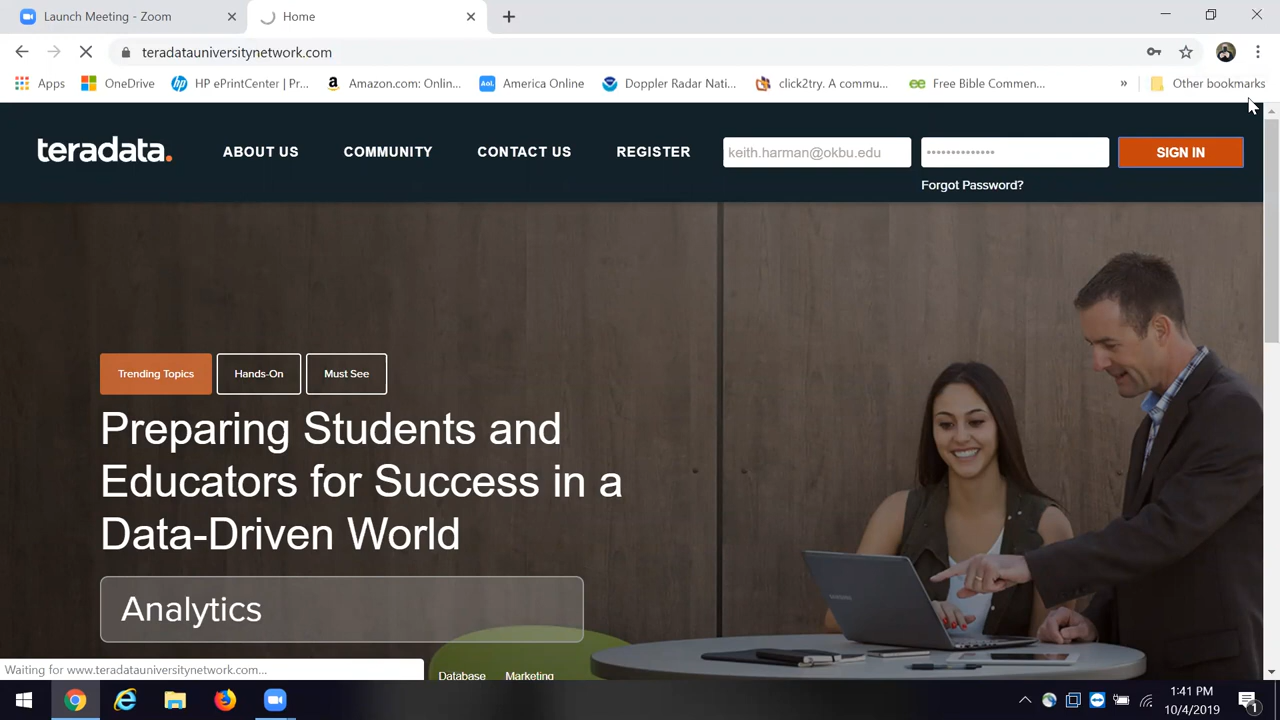 Launch Meeting - Zoom
Home
teradatauniversitynetwork.com
Apps
OneDrive
HP ePrintCenter | Pr...
Amazon.com: Onlin...
America Online
Doppler Radar Nati...
click2try. A commu...
Free Bible Commen...
»
Other bookmarks
teradata.
ABOUT US
COMMUNITY
CONTACT US
REGISTER
keith.harman@okbu.edu
••••••••••••••
SIGN IN
Forgot Password?
Trending Topics
Hands-On
Must See
Preparing Students and
Educators for Success in a
Data-Driven World
Analytics
Database
Marketing
Waiting for www.teradatauniversitynetwork.com...
1:41 PM
10/4/2019
1